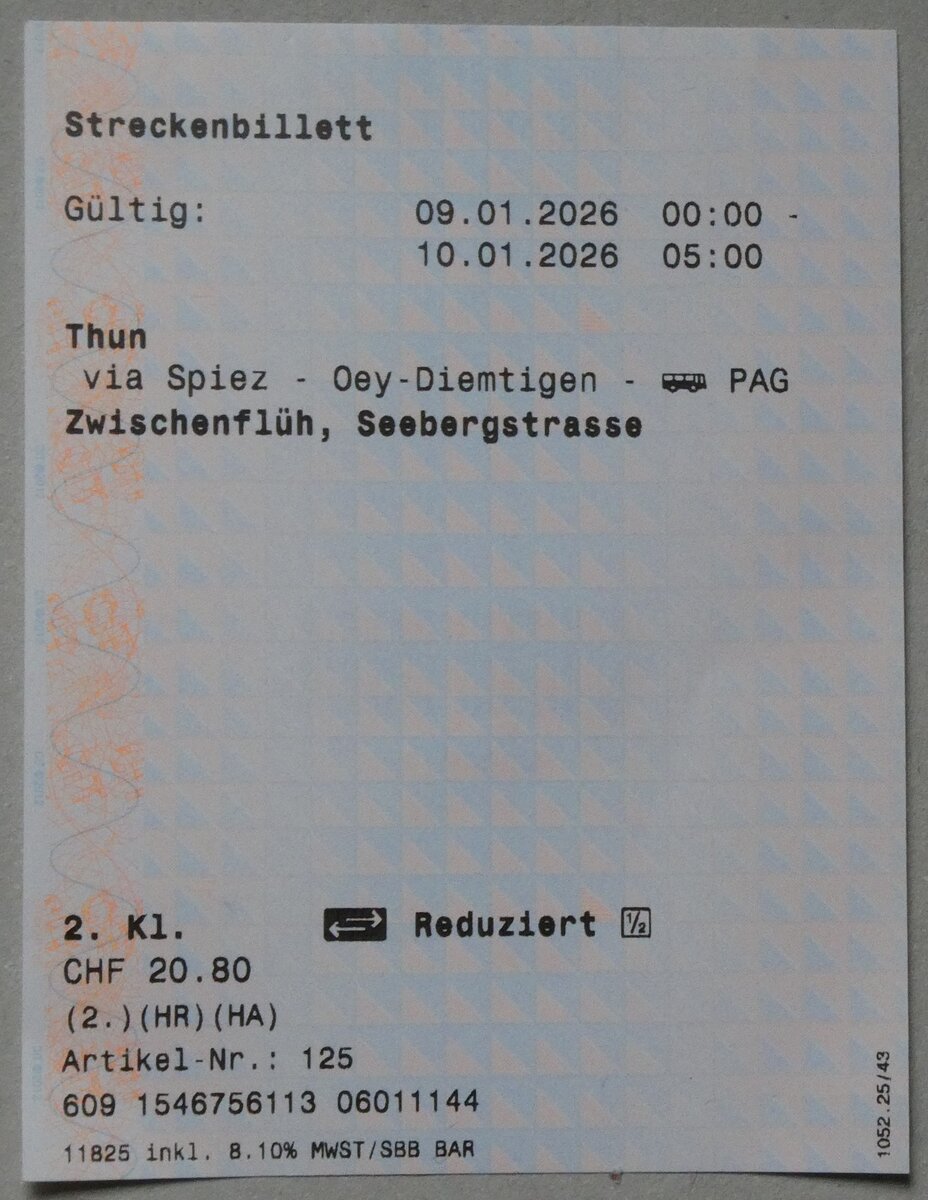 Streckenbillett
Gültig: 09.01.2026 00:00 -
10.01.2026 05:00
Thun
via Spiez - Oey-Diemtigen - PAG
Zwischenflüh, Seebergstrasse
2. Kl. Reduziert 1/2
CHF 20.80
(2.)(HR)(HA)
Artikel-Nr.: 125
609 1546756113 06011144
11825 inkl. 8.10% MWST/SBB BAR
1052.25/43